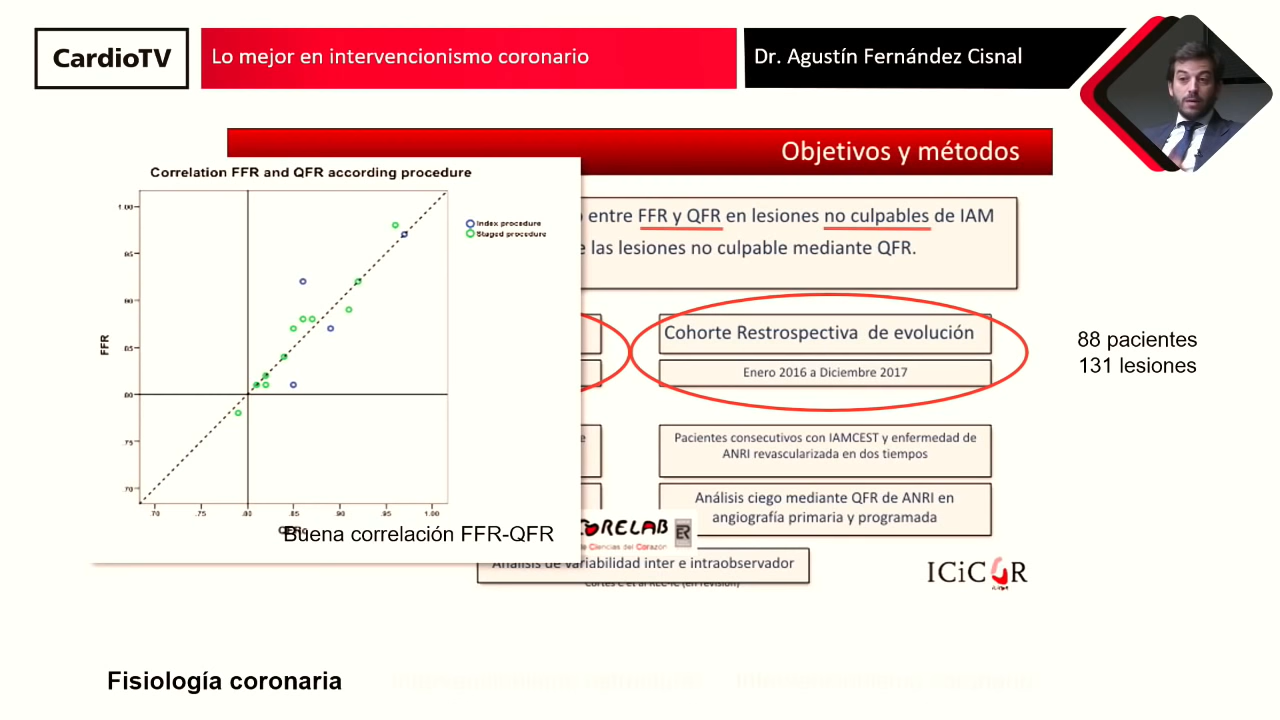 CardioTV
Lo mejor en intervencionismo coronario
Dr. Agustín Fernández Cisnal
Objetivos y métodos
Correlation FFR and QFR according procedure
Index procedure
Staged procedure
1.00
.95
.90
.85
.80
.75
.70
FFR
.70 .75 .80 .85 .90 .95 1.00
Buena correlación FFR-QFR
entre FFR y QFR en lesiones no culpables de IAM
las lesiones no culpable mediante QFR.
Cohorte Restrospectiva de evolución
Enero 2016 a Diciembre 2017
88 pacientes
131 lesiones
Pacientes consecutivos con IAMCEST y enfermedad de
ANRI revascularizada en dos tiempos
Análisis ciego mediante QFR de ANRI en
angiografía primaria y programada
CORELAB
de Ciencias del Corazón
Análisis de variabilidad inter e intraobservador
ICiCOR
Fisiología coronaria